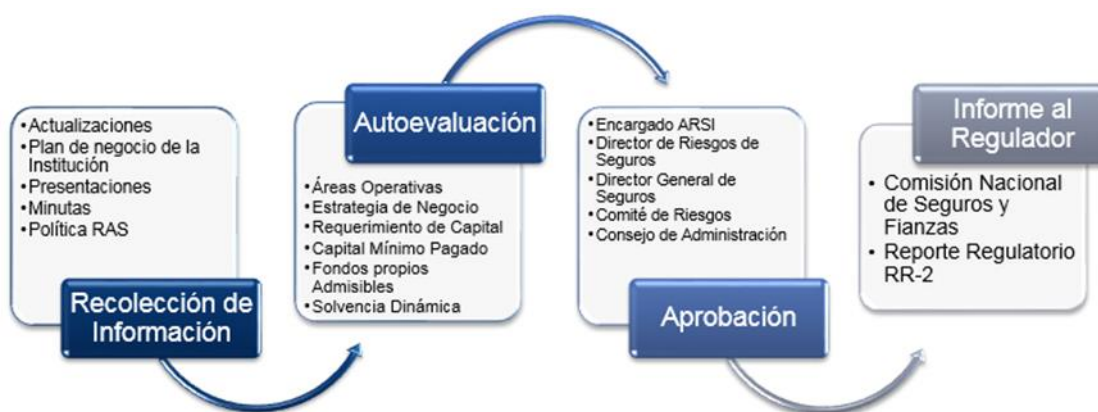 •Actualizaciones
•Plan de negocio de la
Institución
•Presentaciones
•Minutas
•Política RAS
Recolección de
Información
Autoevaluación
•Áreas Operativas
•Estrategia de Negocio
•Requerimiento de Capital
•Capital Mínimo Pagado
•Fondos propios
Admisibles
•Solvencia Dinámica
•Encargado ARSI
•Director de Riesgos de
Seguros
•Director General de
Seguros
•Comité de Riesgos
•Consejo de Administración
Aprobación
Informe al
Regulador
• Comisión Nacional
de Seguros y
Fianzas
• Reporte Regulatorio
RR-2